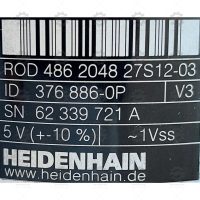 ROD 486 2048 27S12-03
ID 376 886-0P V3
SN 62 339 721 A
5 V (+-10 %) ~1Vss
HEIDENHAIN
www.heidenhain.de